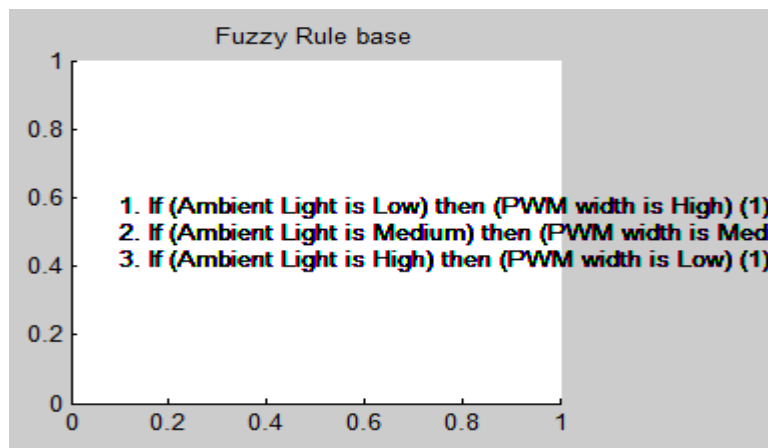 Fuzzy Rule base
1
0.8
0.6
0.4
0.2
0
1. If (Ambient Light is Low) then (PWM width is High) (1)
2. If (Ambient Light is Medium) then (PWM width is Med
3. If (Ambient Light is High) then (PWM width is Low) (1)
0 0.2 0.4 0.6 0.8 1